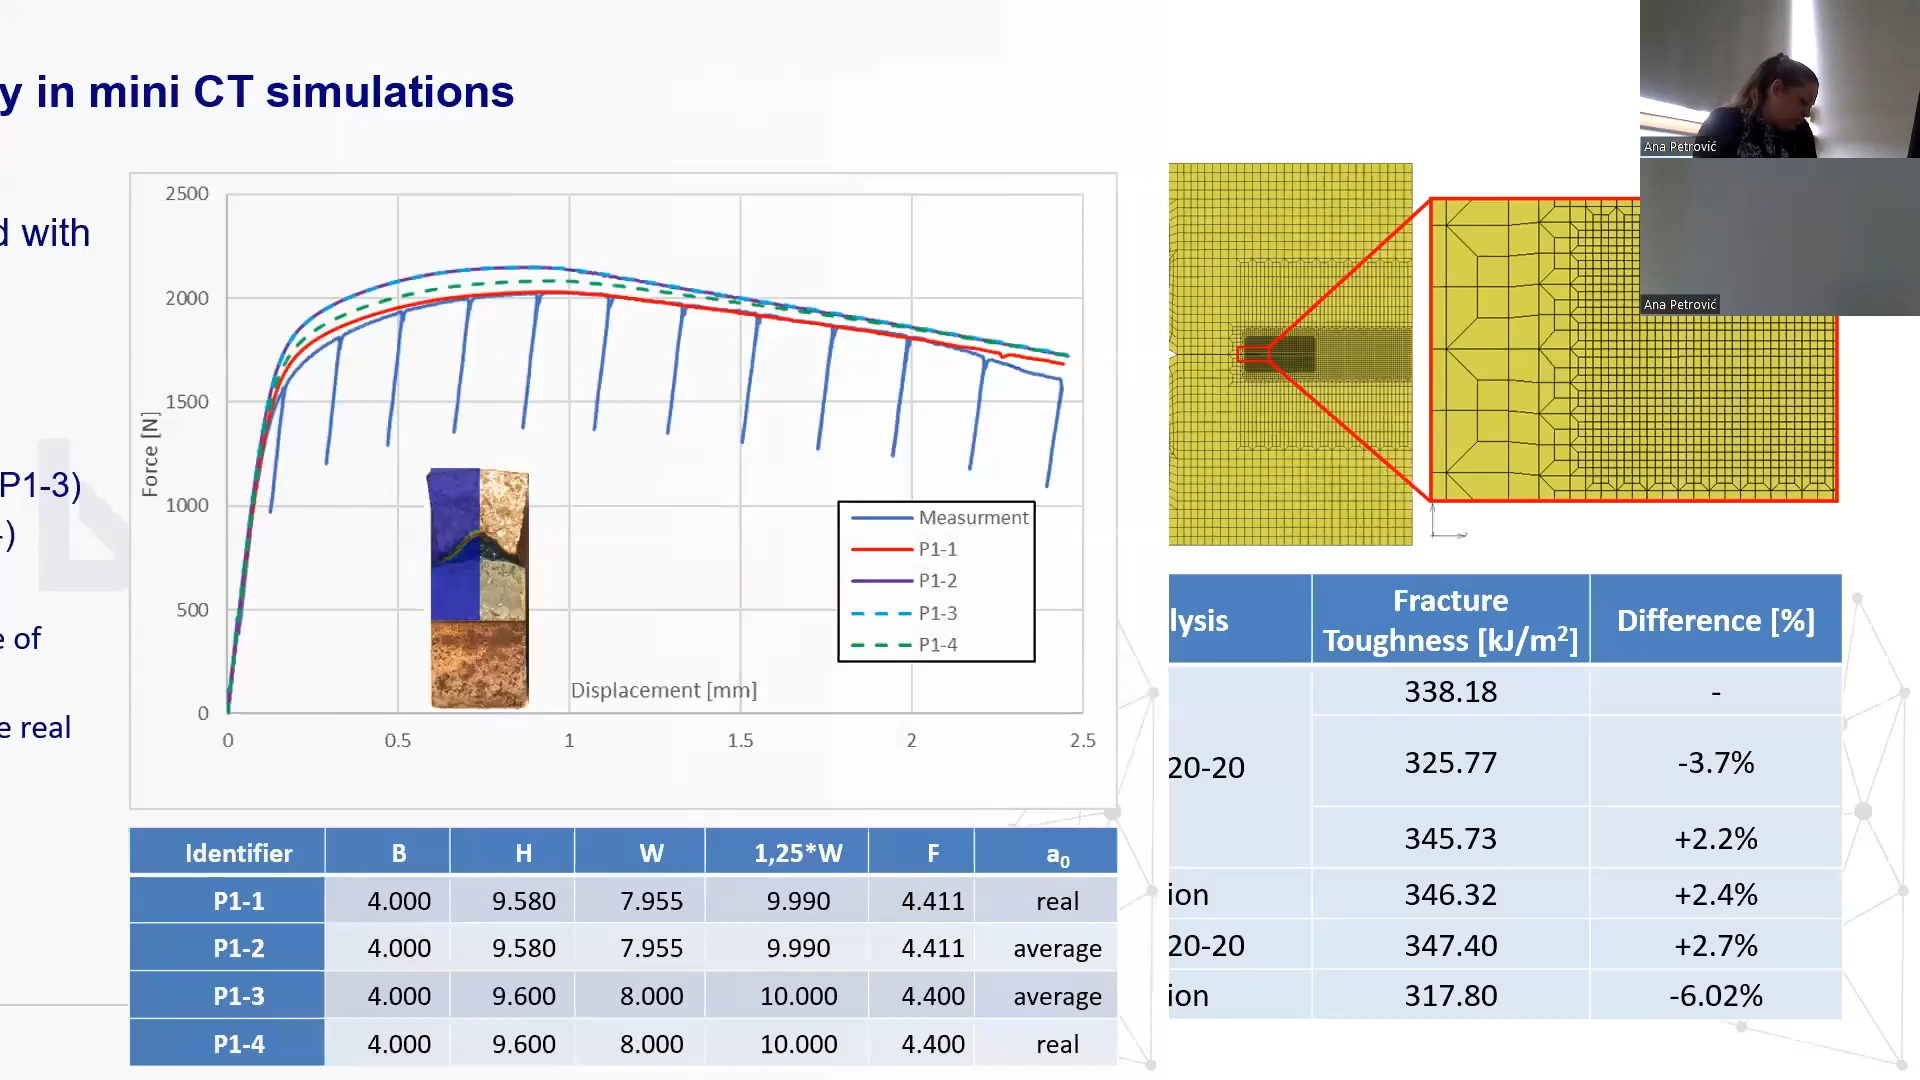 y in mini CT simulations
d with
P1-3)
-)
e of
e real
2500
2000
1500
1000
500
0
Force [N]
0 0.5 1 1.5 2 2.5
Displacement [mm]
Measurment
P1-1
P1-2
P1-3
P1-4
Identifier B H W 1,25*W F a0
P1-1 4.000 9.580 7.955 9.990 4.411 real
P1-2 4.000 9.580 7.955 9.990 4.411 average
P1-3 4.000 9.600 8.000 10.000 4.400 average
P1-4 4.000 9.600 8.000 10.000 4.400 real
Ana Petrović
Ana Petrović
lysis Fracture Toughness [kJ/m²] Difference [%]
338.18 -
20-20 325.77 -3.7%
345.73 +2.2%
ion 346.32 +2.4%
20-20 347.40 +2.7%
ion 317.80 -6.02%